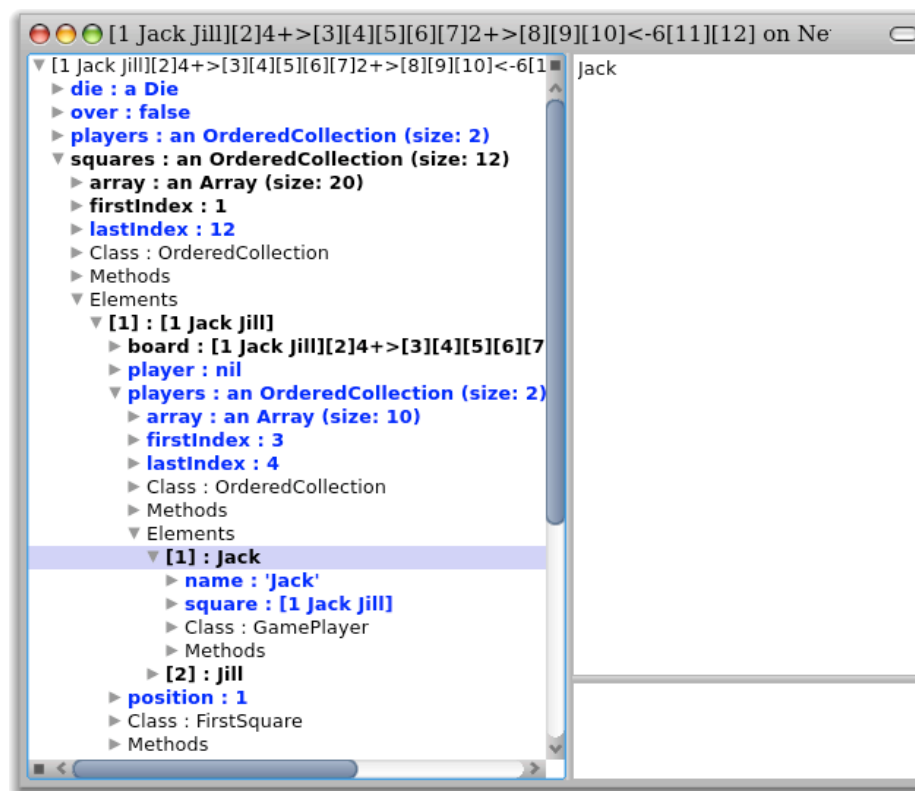 [1 Jack Jill][2]4+>[3][4][5][6][7]2+>[8][9][10]<-6[11][12] on Ne
[1 Jack Jill][2]4+>[3][4][5][6][7]2+>[8][9][10]<-6[1
die : a Die
over : false
players : an OrderedCollection (size: 2)
squares : an OrderedCollection (size: 12)
array : an Array (size: 20)
firstIndex : 1
lastIndex : 12
Class : OrderedCollection
Methods
Elements
[1] : [1 Jack Jill]
board : [1 Jack Jill][2]4+>[3][4][5][6][7
player : nil
players : an OrderedCollection (size: 2)
array : an Array (size: 10)
firstIndex : 3
lastIndex : 4
Class : OrderedCollection
Methods
Elements
[1] : Jack
name : 'Jack'
square : [1 Jack Jill]
Class : GamePlayer
Methods
[2] : Jill
position : 1
Class : FirstSquare
Methods
Jack